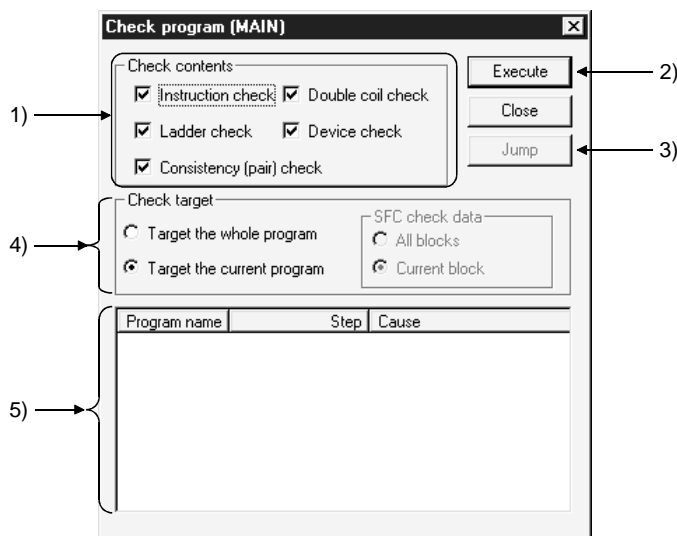 Check program (MAIN)
Check contents
Instruction check
Double coil check
Ladder check
Device check
Consistency (pair) check
Execute
Close
Jump
1)
2)
3)
Check target
Target the whole program
Target the current program
SFC check data
All blocks
Current block
4)
Program name
Step
Cause
5)